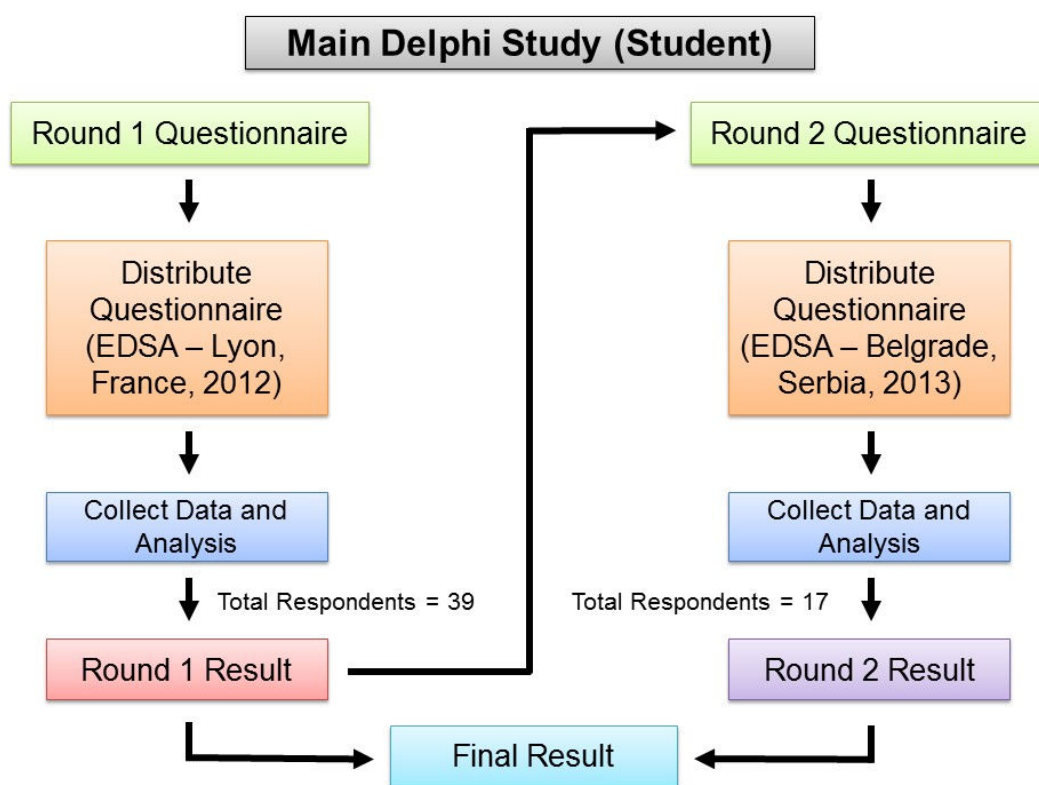 Main Delphi Study (Student)
Round 1 Questionnaire
Distribute
Questionnaire
(EDSA – Lyon,
France, 2012)
Collect Data and
Analysis
Total Respondents = 39
Round 1 Result
Round 2 Questionnaire
Distribute
Questionnaire
(EDSA – Belgrade,
Serbia, 2013)
Collect Data and
Analysis
Total Respondents = 17
Round 2 Result
Final Result